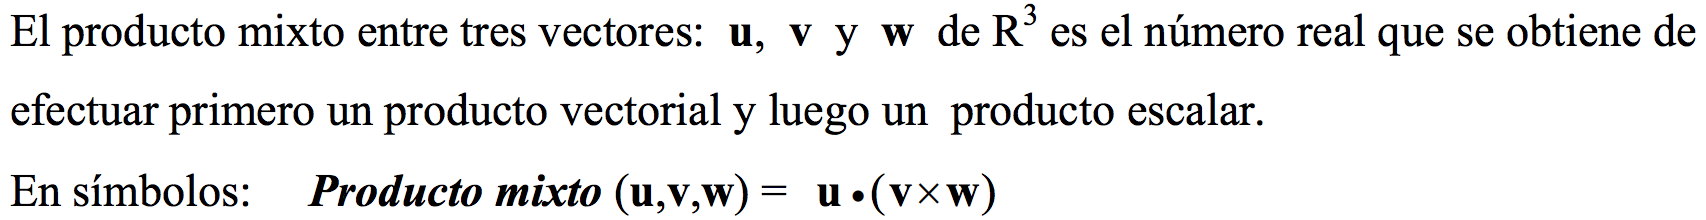 El producto mixto entre tres vectores: u, v y w de R³ es el número real que se obtiene de
efectuar primero un producto vectorial y luego un producto escalar.
En símbolos: Producto mixto (u,v,w) = u •(v×w)